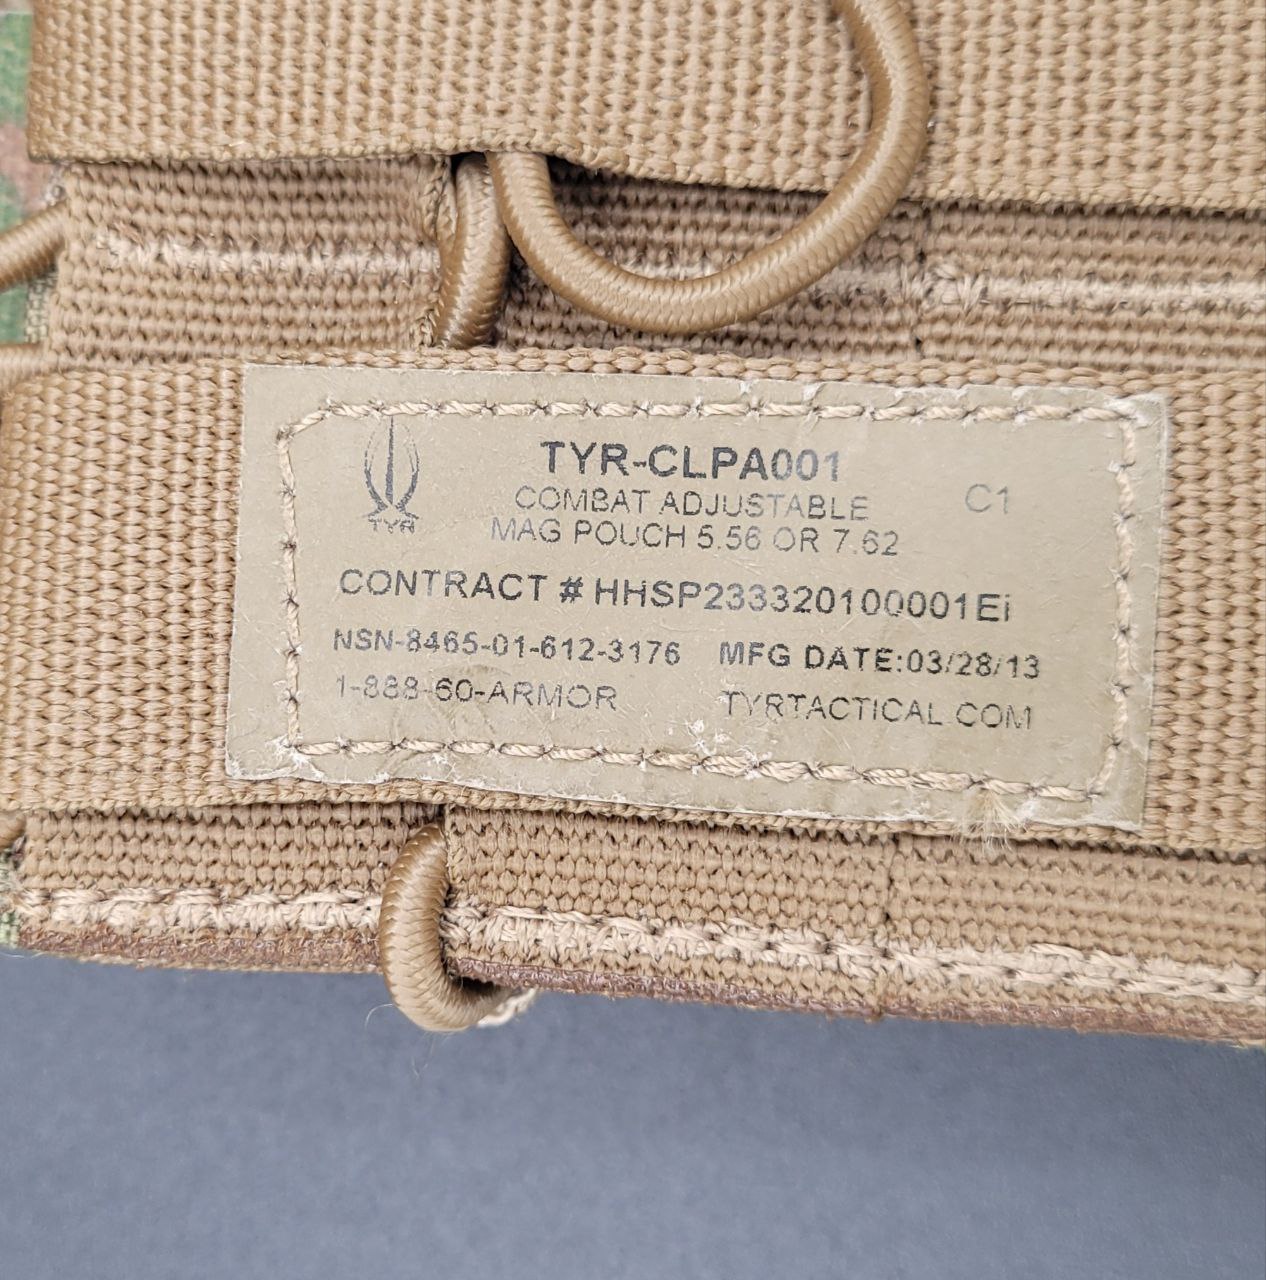 TYR-CLPA001
COMBAT ADJUSTABLE C1
MAG POUCH 5.56 OR 7.62
TYR
CONTRACT # HHSP233320100001Ei
NSN-8465-01-612-3176 MFG DATE:03/28/13
1-888-60-ARMOR TYRTACTICAL.COM